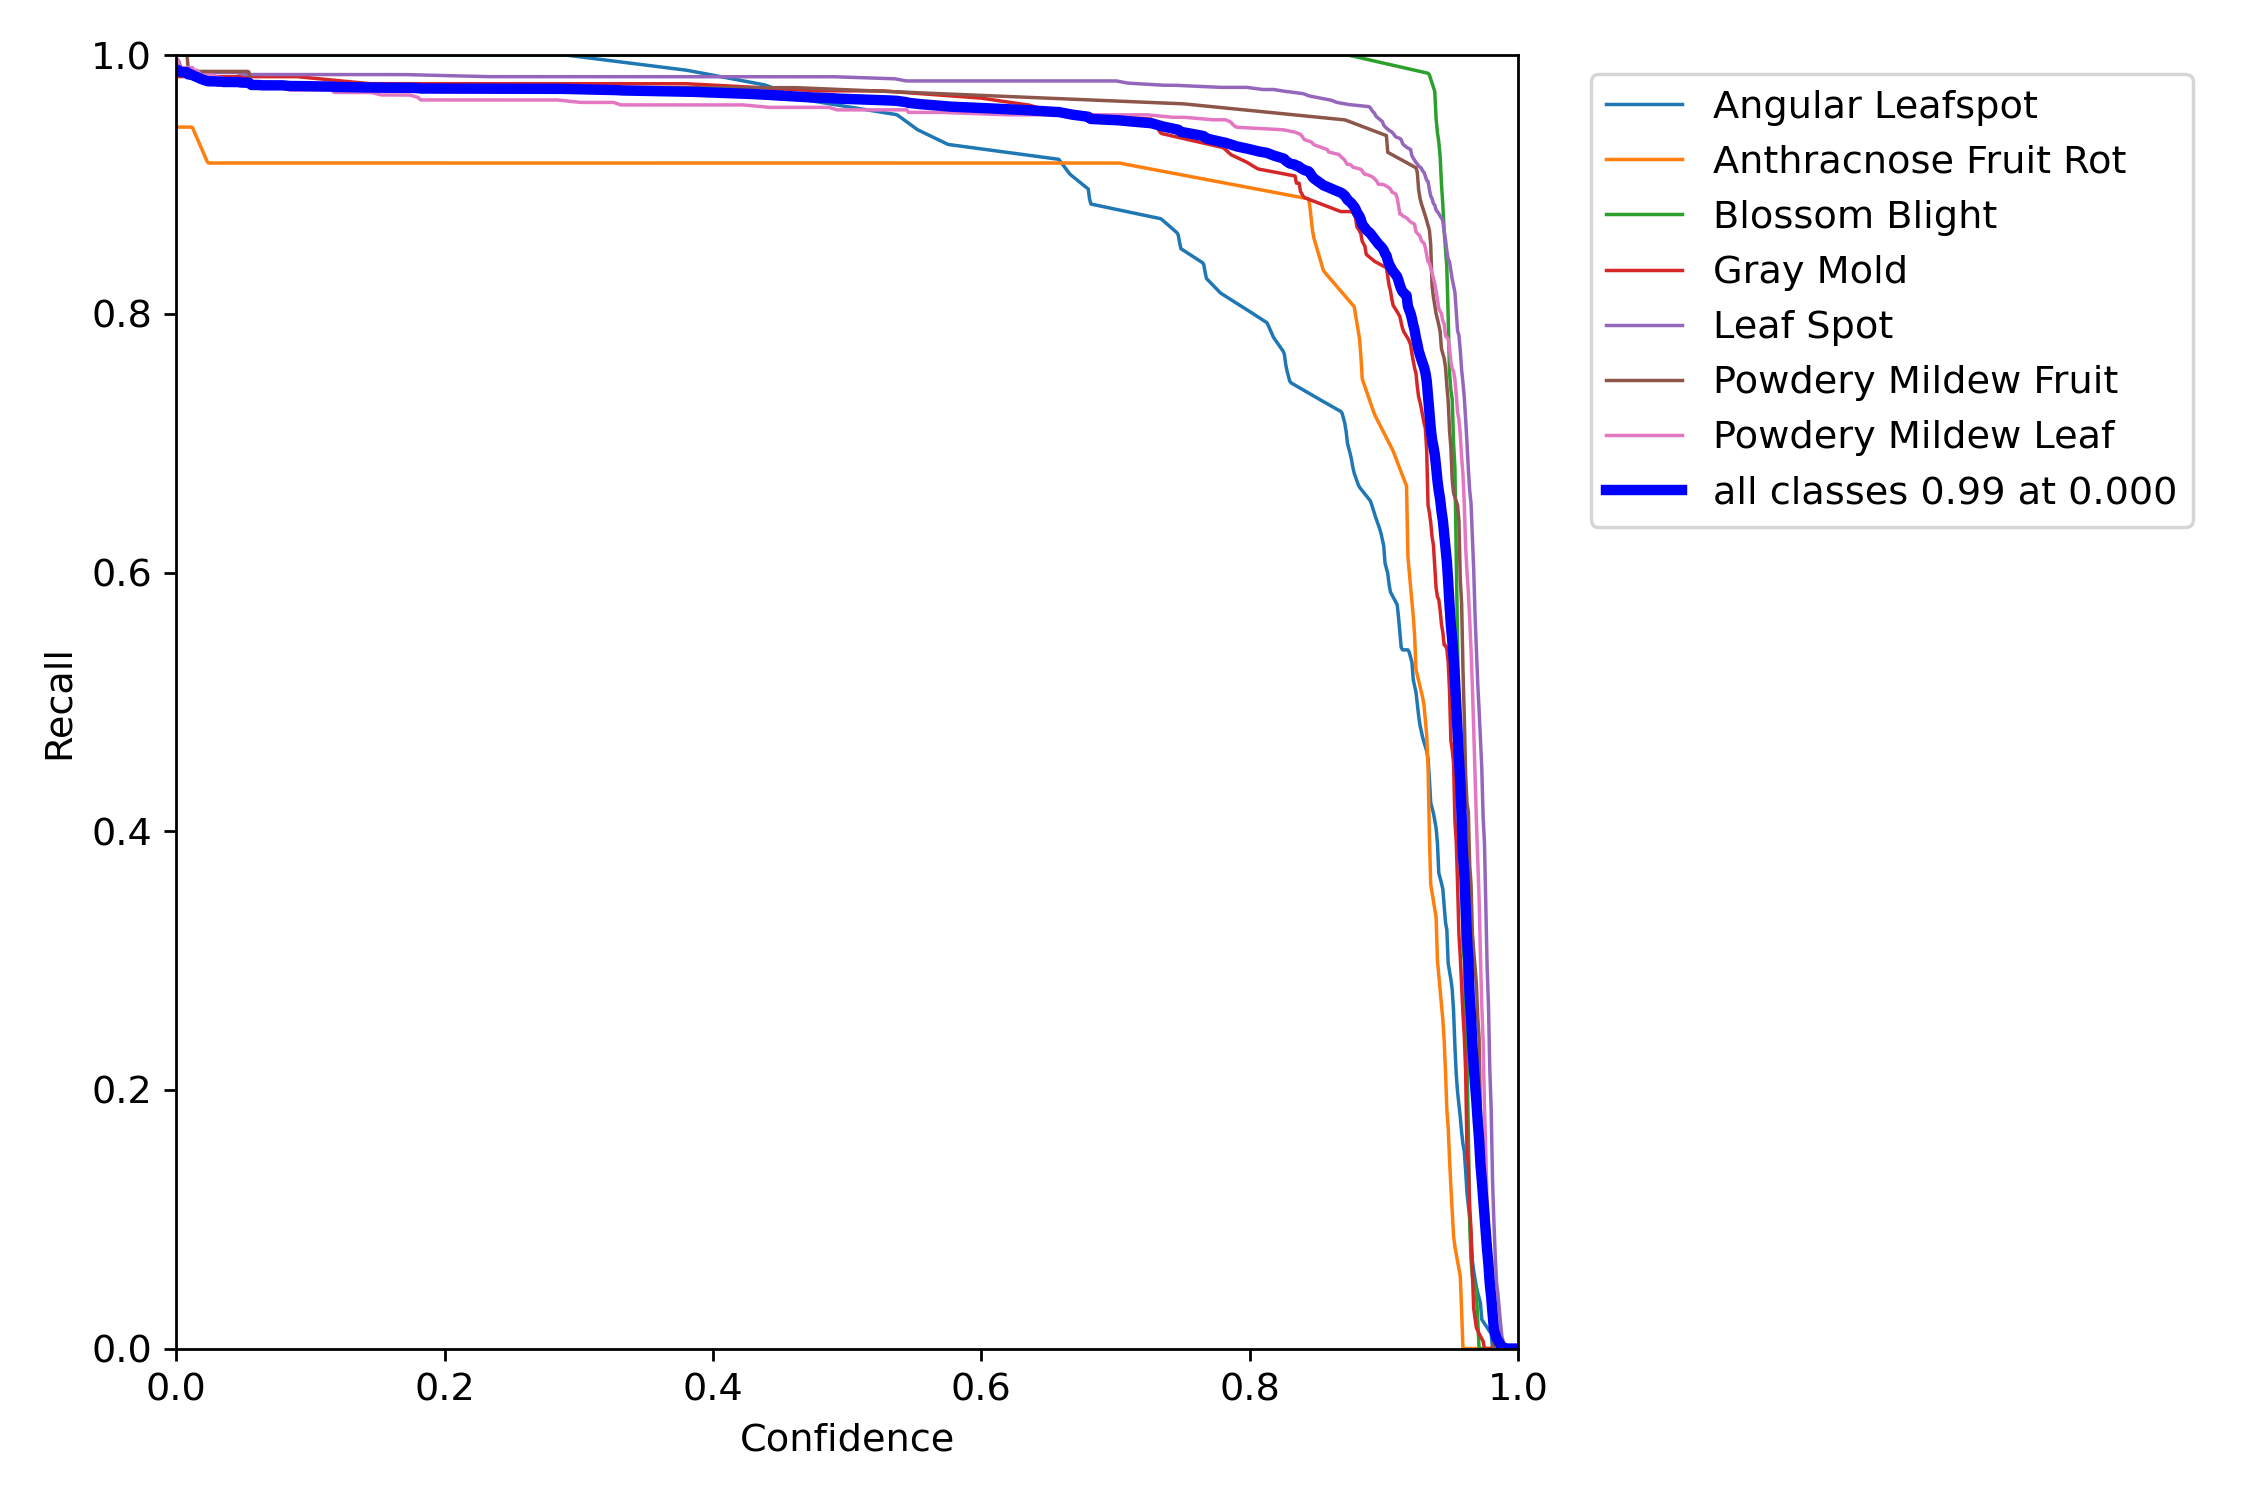 1.0
0.8
0.6
0.4
0.2
0.0
0.0 0.2 0.4 0.6 0.8 1.0
Recall
Confidence
Angular Leafspot
Anthracnose Fruit Rot
Blossom Blight
Gray Mold
Leaf Spot
Powdery Mildew Fruit
Powdery Mildew Leaf
all classes 0.99 at 0.000